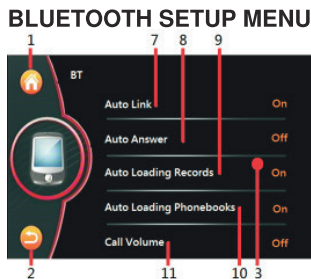 BLUETOOTH SETUP MENU
1 7 8 9
BT
Auto Link On
Auto Answer Off
Auto Loading Records On
Auto Loading Phonebooks On
Call Volume Off
2 11 10 3